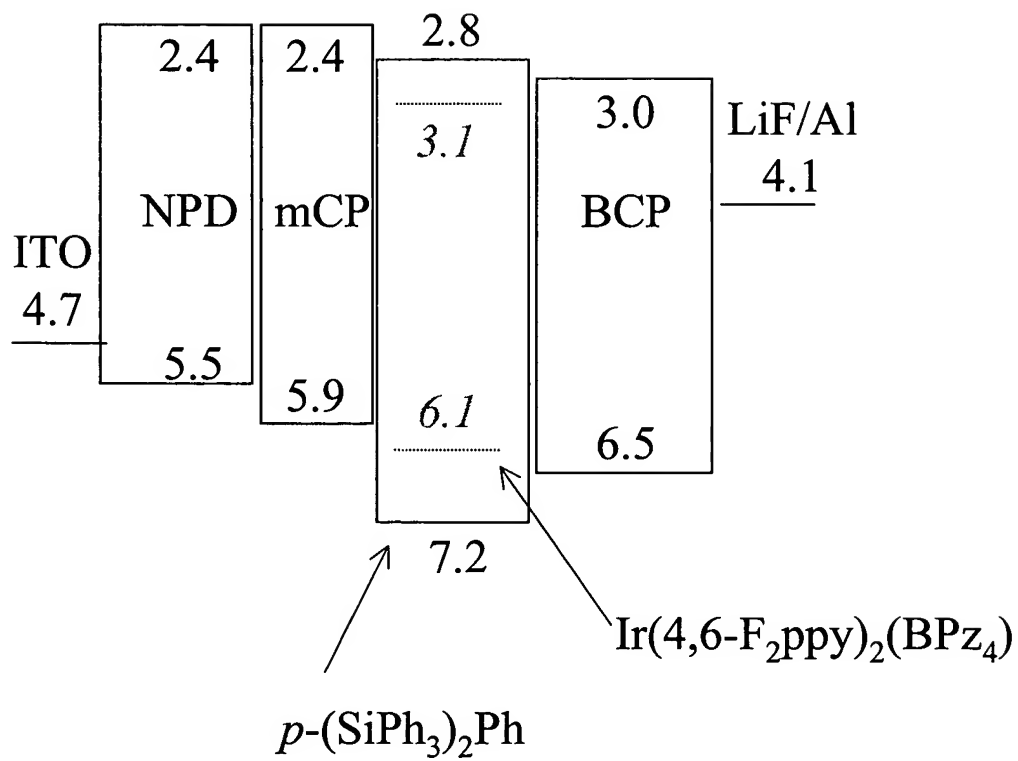 2.8
2.4
2.4
3.0
LiF/Al
3.1
4.1
NPD
mCP
BCP
ITO
4.7
5.5
5.9
6.1
6.5
7.2
Ir(4,6-F₂ppy)₂(BPz₄)
p-(SiPh₃)₂Ph